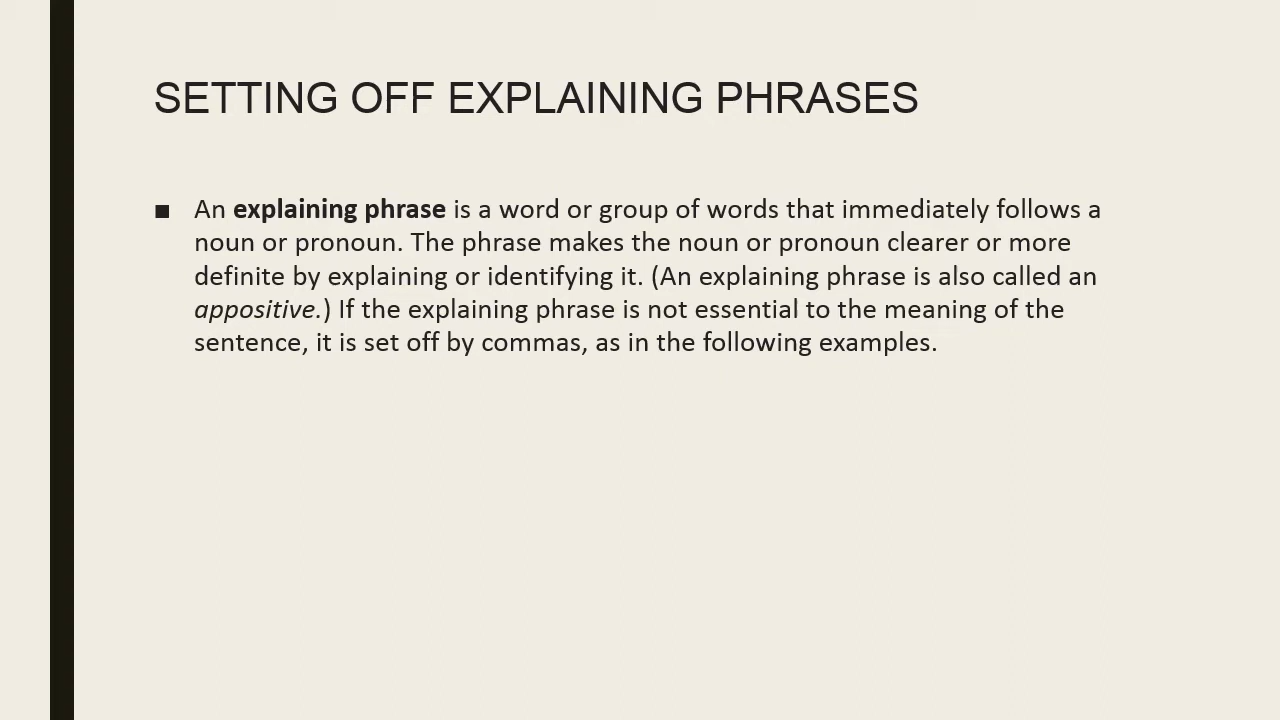 SETTING OFF EXPLAINING PHRASES
■ An explaining phrase is a word or group of words that immediately follows a
noun or pronoun. The phrase makes the noun or pronoun clearer or more
definite by explaining or identifying it. (An explaining phrase is also called an
appositive.) If the explaining phrase is not essential to the meaning of the
sentence, it is set off by commas, as in the following examples.